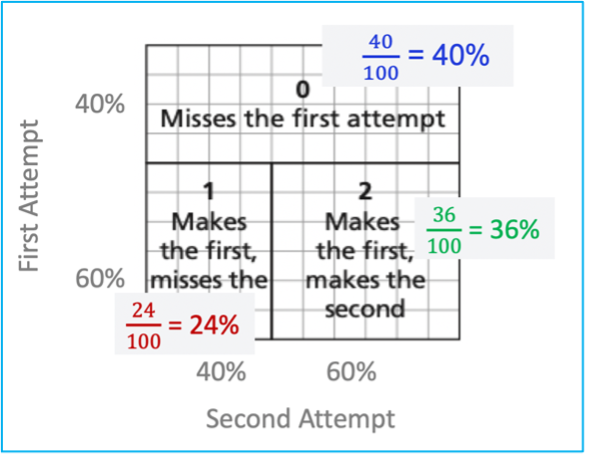 40/100 = 40%
40%
0
Misses the first attempt
First Attempt
1
Makes
the first,
misses the
2
Makes
the first,
makes the
second
36/100 = 36%
60%
24/100 = 24%
40%
60%
Second Attempt